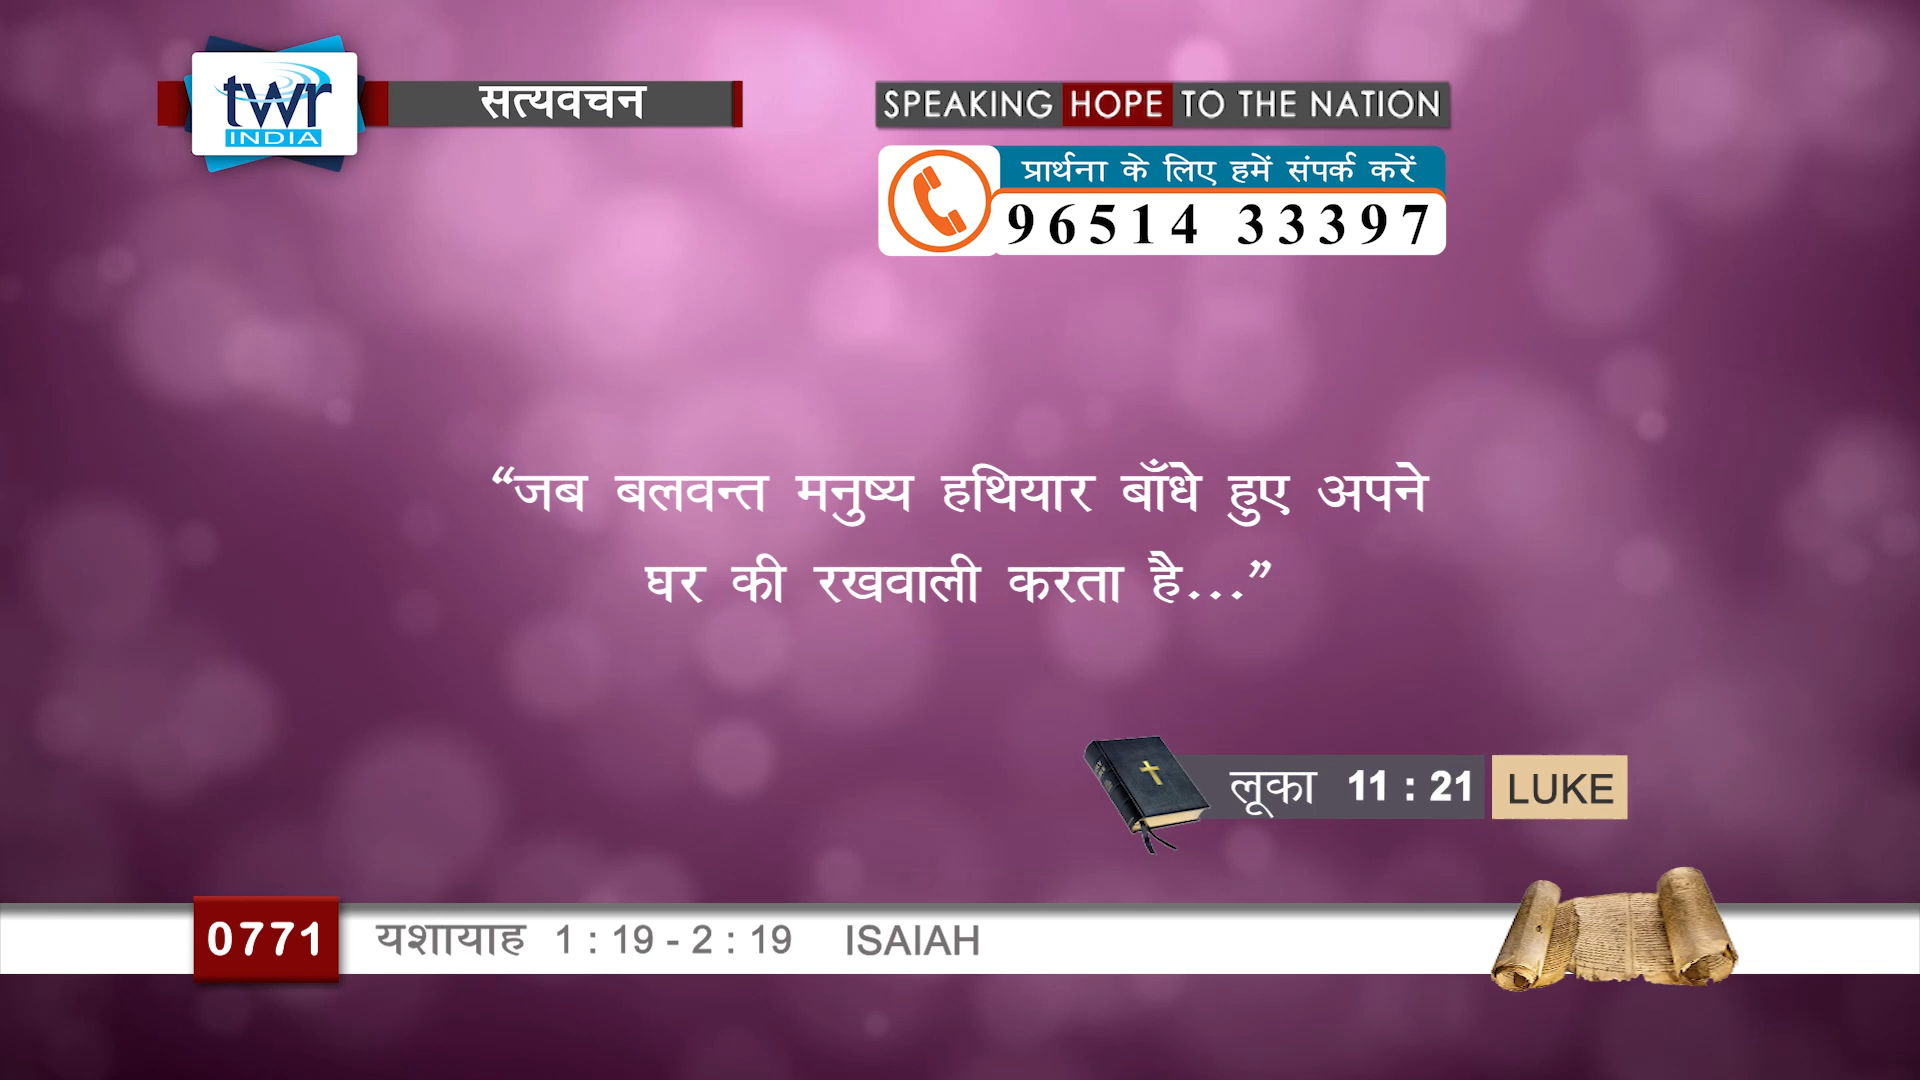 twr
INDIA
सत्यवचन
SPEAKING HOPE TO THE NATION
प्रार्थना के लिए हमें संपर्क करें
96514 33397
“जब बलवन्त मनुष्य हथियार बाँधे हुए अपने
घर की रखवाली करता है...”
लूका 11 : 21 LUKE
0771 यशायाह 1 : 19 - 2 : 19 ISAIAH